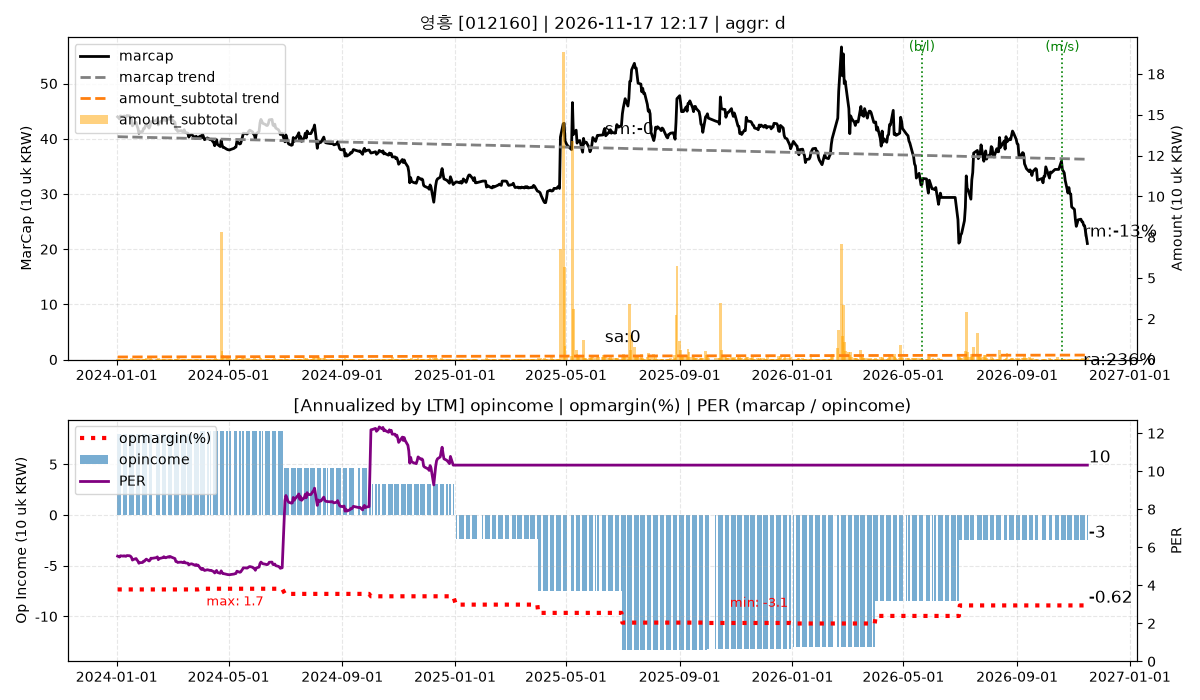 영흥 [012160] | 2026-11-17 12:17 | aggr: d
marcap
marcap trend
amount_subtotal trend
amount_subtotal
(b/l)
(m/s)
sm:-0
rm:-13%
sa:0
ra:236%
MarCap (10 uk KRW)
50
40
30
20
10
0
Amount (10 uk KRW)
18
15
12
10
8
5
2
0
2024-01-01 2024-05-01 2024-09-01 2025-01-01 2025-05-01 2025-09-01 2026-01-01 2026-05-01 2026-09-01 2027-01-01
[Annualized by LTM] opincome | opmargin(%) | PER (marcap / opincome)
opmargin(%)
opincome
PER
10
-3
-0.62
max: 1.7
min: -3.1
Op Income (10 uk KRW)
5
0
-5
-10
PER
12
10
8
6
4
2
0
2024-01-01 2024-05-01 2024-09-01 2025-01-01 2025-05-01 2025-09-01 2026-01-01 2026-05-01 2026-09-01 2027-01-01